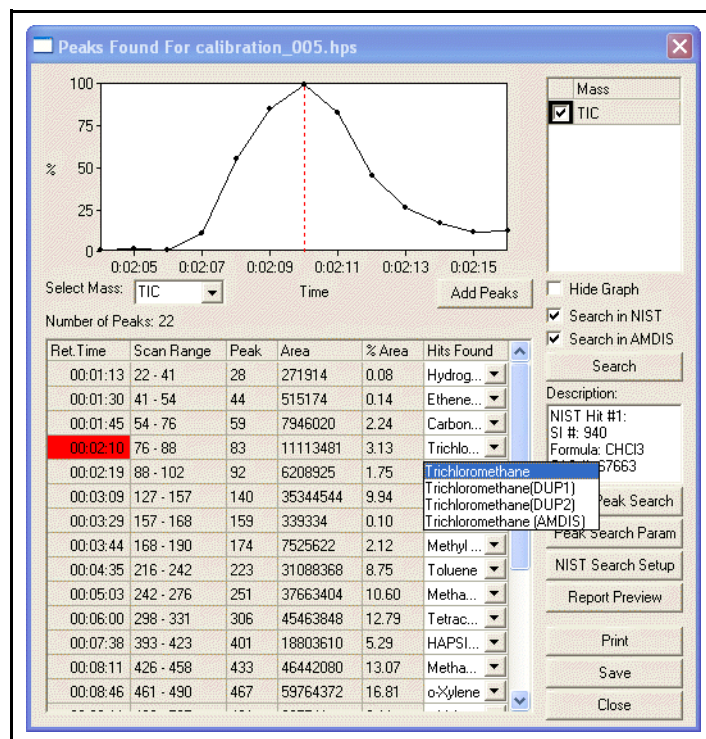 Peaks Found For calibration_005.hps
100
75
%
50
25
0
0:02:05 0:02:07 0:02:09 0:02:11 0:02:13 0:02:15
Time
Select Mass: TIC
Add Peaks
Number of Peaks: 22
Mass
TIC
Hide Graph
Search in NIST
Search in AMDIS
Search
Description:
NIST Hit #1:
SI #: 940
Formula: CHCl3
67663
Peak Search
Peak Search Param
NIST Search Setup
Report Preview
Print
Save
Close
Ret.Time Scan Range Peak Area % Area Hits Found
00:01:13 22 - 41 28 271914 0.08 Hydrog...
00:01:30 41 - 54 44 515174 0.14 Ethene...
00:01:45 54 - 76 59 7946020 2.24 Carbon...
00:02:10 76 - 88 83 11113481 3.13 Trichlo...
00:02:19 88 - 102 92 6208925 1.75
Trichloromethane
Trichloromethane(DUP1)
Trichloromethane(DUP2)
Trichloromethane (AMDIS)
00:03:09 127 - 157 140 35344544 9.94
00:03:29 157 - 168 159 339334 0.10
00:03:44 168 - 190 174 7525622 2.12 Methyl ...
00:04:35 216 - 242 223 31088368 8.75 Toluene
00:05:03 242 - 276 251 37663404 10.60 Metha...
00:06:00 298 - 331 306 45463848 12.79 Tetrac...
00:07:38 393 - 423 401 18803610 5.29 HAPSI...
00:08:11 426 - 458 433 46442080 13.07 Metha...
00:08:46 461 - 490 467 59764372 16.81 o-Xylene